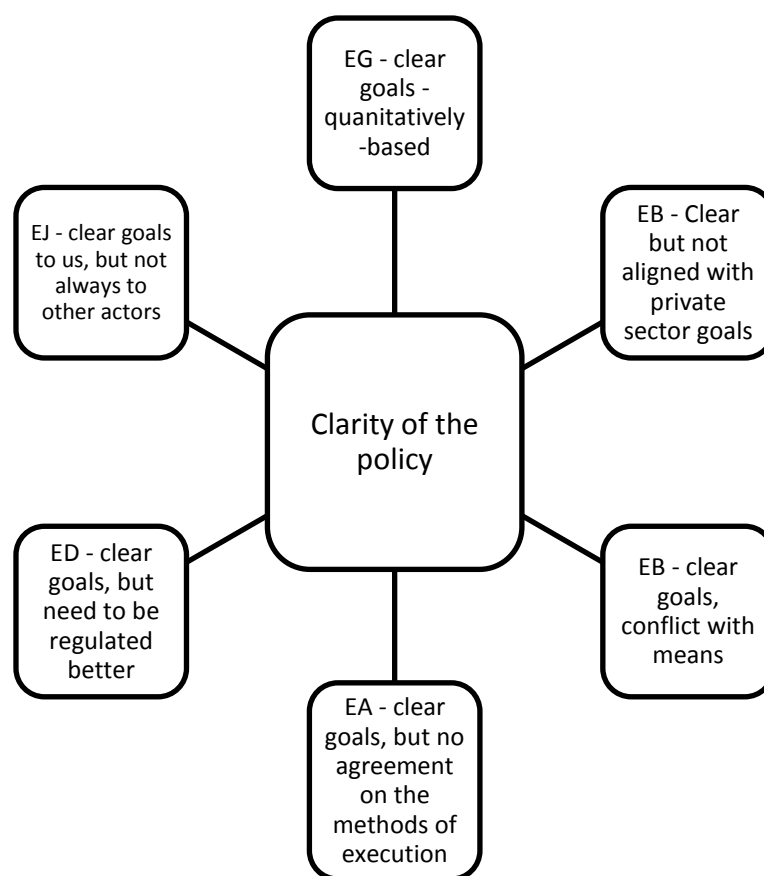 EG - clear
goals -
quanitatively
-based
EJ - clear goals
to us, but not
always to
other actors
EB - Clear
but not
aligned with
private
sector goals
Clarity of the
policy
ED - clear
goals, but
need to be
regulated
better
EB - clear
goals,
conflict with
means
EA - clear
goals, but no
agreement
on the
methods of
execution